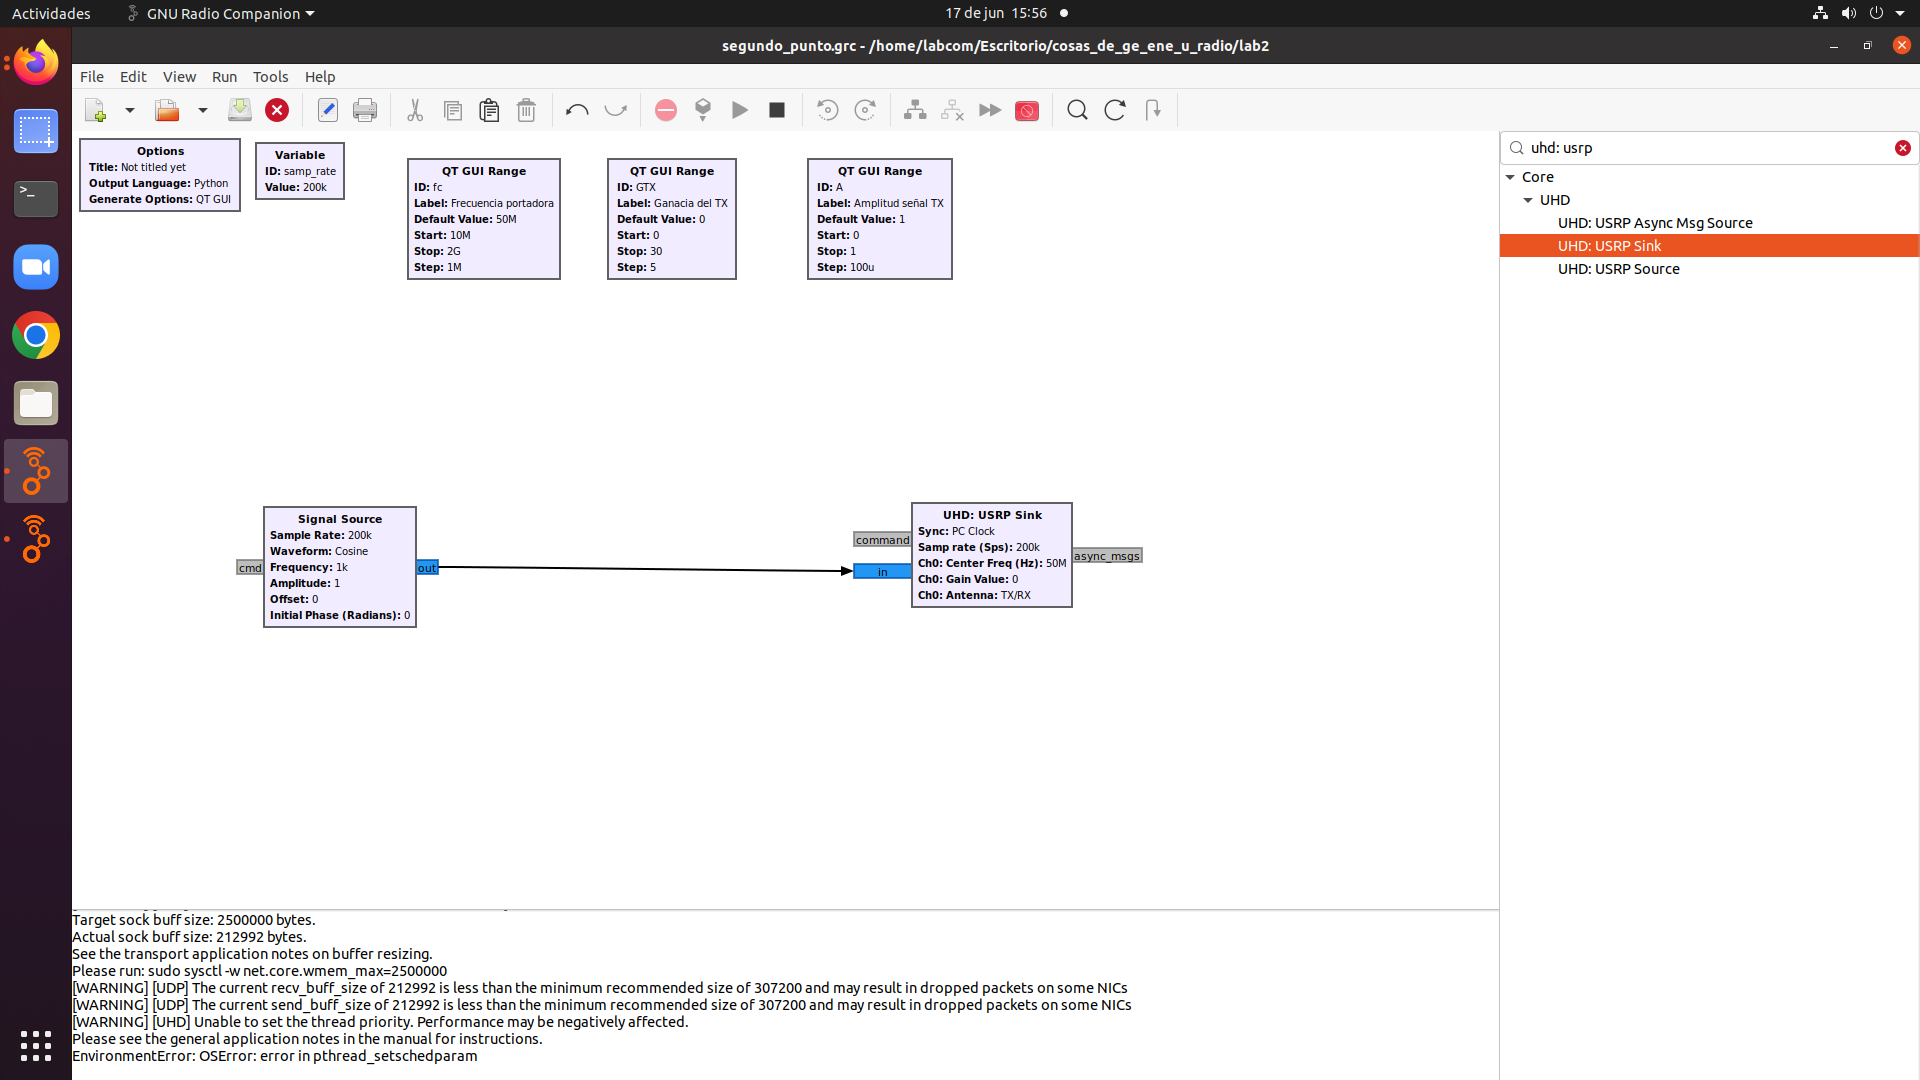 Actividades
GNU Radio Companion
17 de jun 15:56
segundo_punto.grc - /home/labcom/Escritorio/cosas_de_ge_ene_u_radio/lab2
File Edit View Run Tools Help
Options
Title: Not titled yet
Output Language: Python
Generate Options: QT GUI
Variable
ID: samp_rate
Value: 200k
QT GUI Range
ID: fc
Label: Frecuencia portadora
Default Value: 50M
Start: 10M
Stop: 2G
Step: 1M
QT GUI Range
ID: GTX
Label: Ganacia del TX
Default Value: 0
Start: 0
Stop: 30
Step: 5
QT GUI Range
ID: A
Label: Amplitud señal TX
Default Value: 1
Start: 0
Stop: 1
Step: 100u
uhd: usrp
Core
UHD
UHD: USRP Async Msg Source
UHD: USRP Sink
UHD: USRP Source
cmd
Signal Source
Sample Rate: 200k
Waveform: Cosine
Frequency: 1k
Amplitude: 1
Offset: 0
Initial Phase (Radians): 0
out
command
in
UHD: USRP Sink
Sync: PC Clock
Samp rate (Sps): 200k
Ch0: Center Freq (Hz): 50M
Ch0: Gain Value: 0
Ch0: Antenna: TX/RX
async_msgs
Target sock buff size: 2500000 bytes.
Actual sock buff size: 212992 bytes.
See the transport application notes on buffer resizing.
Please run: sudo sysctl -w net.core.wmem_max=2500000
[WARNING] [UDP] The current recv_buff_size of 212992 is less than the minimum recommended size of 307200 and may result in dropped packets on some NICs
[WARNING] [UDP] The current send_buff_size of 212992 is less than the minimum recommended size of 307200 and may result in dropped packets on some NICs
[WARNING] [UHD] Unable to set the thread priority. Performance may be negatively affected.
Please see the general application notes in the manual for instructions.
EnvironmentError: OSError: error in pthread_setschedparam